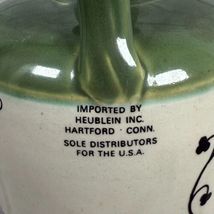 IMPORTED BY
HEUBLEIN INC.
HARTFORD · CONN.
SOLE DISTRIBUTORS
FOR THE U.S.A.